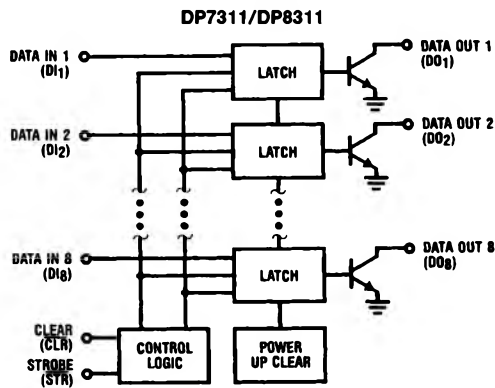 DP7311/DP8311
DATA IN 1
(DI1)
LATCH
DATA OUT 1
(DO1)
DATA IN 2
(DI2)
LATCH
DATA OUT 2
(DO2)
DATA IN 8
(DI8)
LATCH
DATA OUT 8
(DO8)
CLEAR
(CLR)
STROBE
(STR)
CONTROL
LOGIC
POWER
UP CLEAR